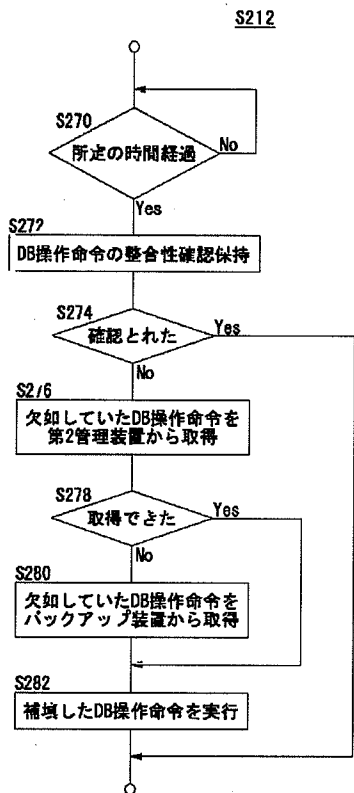 S212
S270
所定の時間経過
No
Yes
S272
DB操作命令の整合性確認保持
S274
確認とれた
Yes
No
S276
欠如していたDB操作命令を
第2管理装置から取得
S278
取得できた
Yes
No
S280
欠如していたDB操作命令を
バックアップ装置から取得
S282
補填したDB操作命令を実行